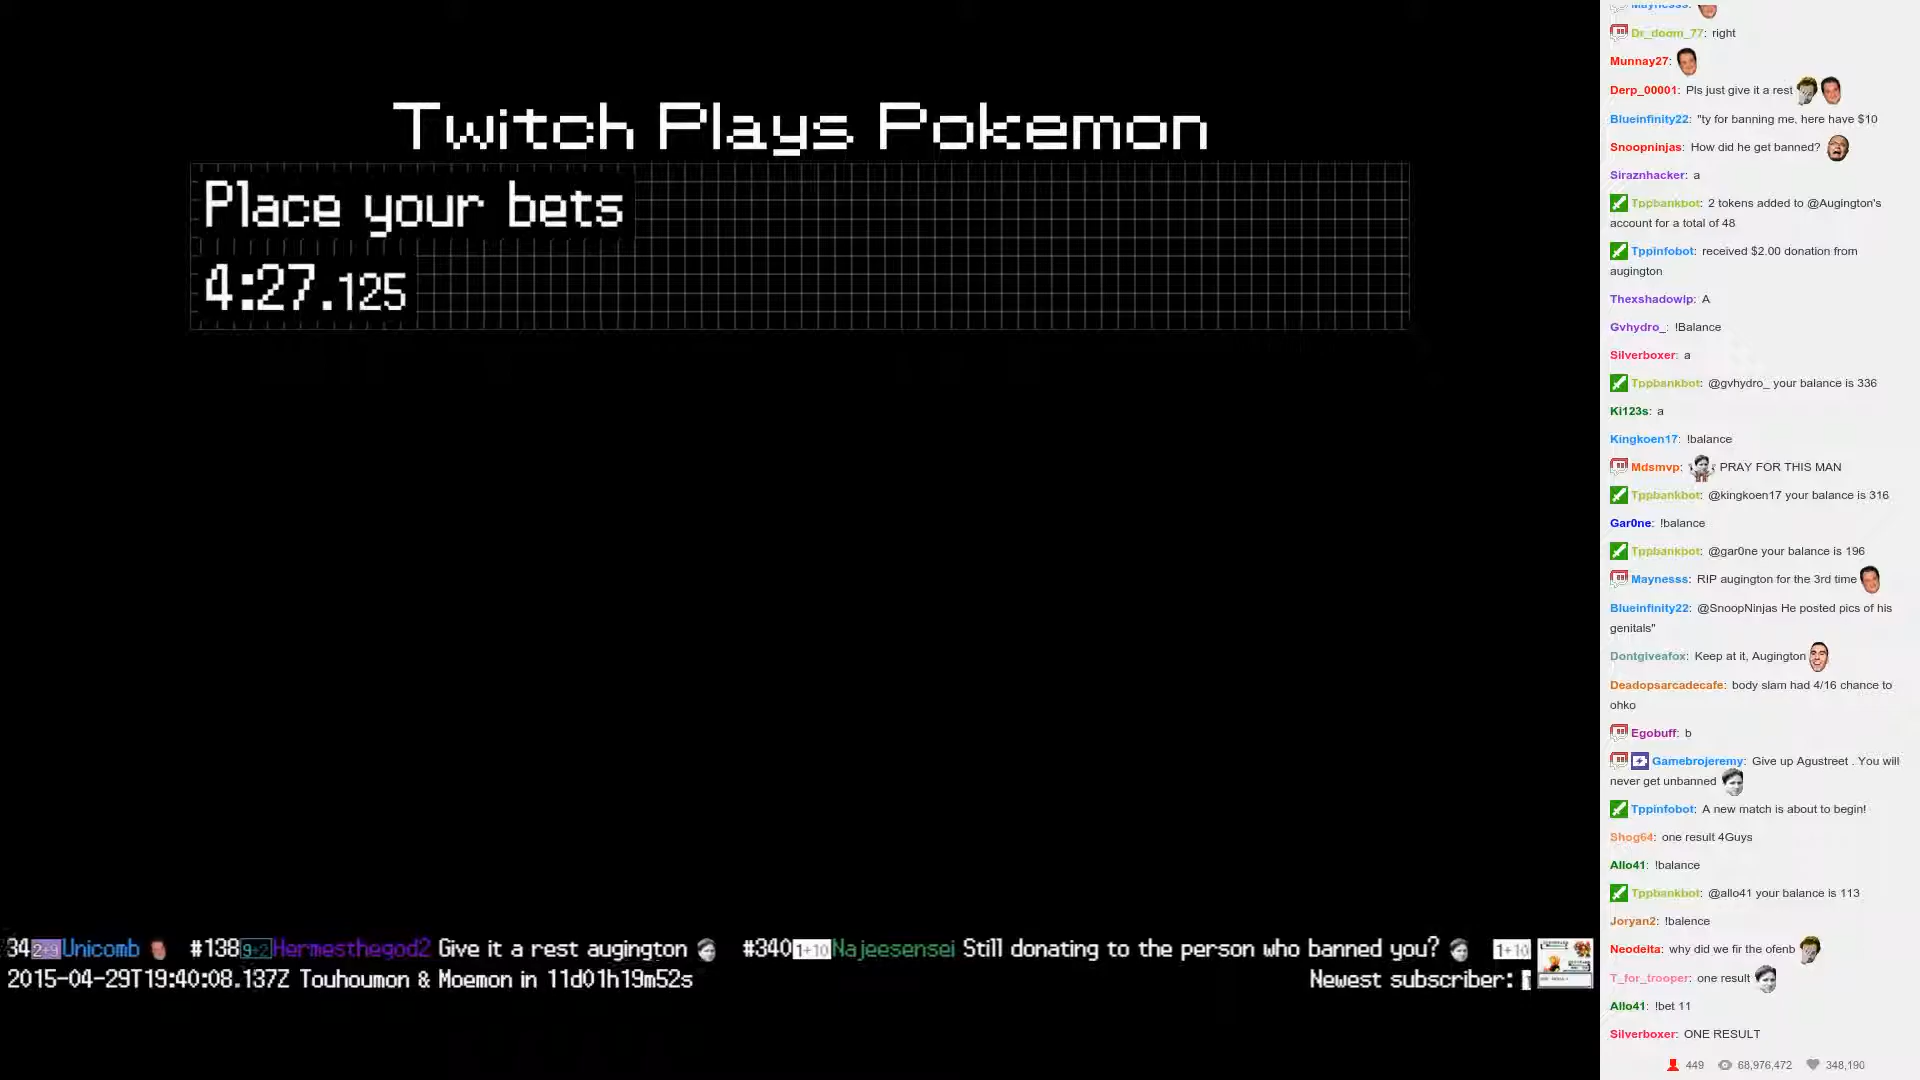 Twitch Plays Pokemon
Place your bets
4:27.125
34 2+9 Unicomb #138 9+2 Hermesthegod2 Give it a rest augington #340 1+10 Najeesensei Still donating to the person who banned you? 1+10
2015-04-29T19:40:08.137Z Touhoumon & Moemon in 11d01h19m52s
Newest subscriber:
Maynesss:
Dr_doom_77: right
Munnay27:
Derp_00001: Pls just give it a rest
Blueinfinity22: "ty for banning me, here have $10
Snoopninjas: How did he get banned?
Siraznhacker: a
Tppbankbot: 2 tokens added to @Augington's
account for a total of 48
Tppinfobot: received $2.00 donation from
augington
Thexshadowlp: A
Gvhydro_: !Balance
Silverboxer: a
Tppbankbot: @gvhydro_ your balance is 336
Ki123s: a
Kingkoen17: !balance
Mdsmvp: PRAY FOR THIS MAN
Tppbankbot: @kingkoen17 your balance is 316
Gar0ne: !balance
Tppbankbot: @gar0ne your balance is 196
Maynesss: RIP augington for the 3rd time
Blueinfinity22: @SnoopNinjas He posted pics of his
genitals"
Dontgiveafox: Keep at it, Augington
Deadopsarcadecafe: body slam had 4/16 chance to
ohko
Egobuff: b
Gamebrojeremy: Give up Agustreet . You will
never get unbanned
Tppinfobot: A new match is about to begin!
Shog64: one result 4Guys
Allo41: !balance
Tppbankbot: @allo41 your balance is 113
Joryan2: !balence
Neodeita: why did we fir the ofenb
T_for_trooper: one result
Allo41: !bet 11
Silverboxer: ONE RESULT
449 68,976,472 348,190